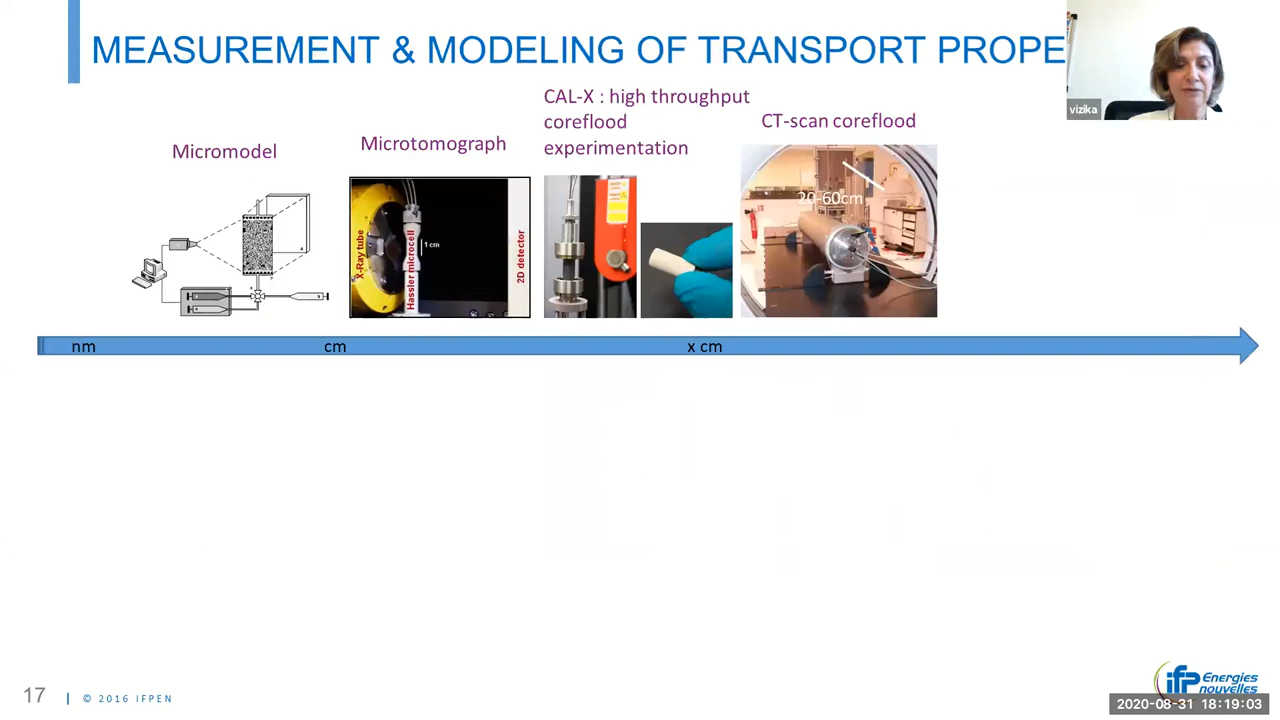 MEASUREMENT & MODELING OF TRANSPORT PROPE
vizika
Micromodel
Microtomograph
CAL-X : high throughput
coreflood
experimentation
CT-scan coreflood
X-Ray tube
Hassler microcell
1 cm
2D detector
20-60cm
nm
cm
x cm
17
© 2016 IFPEN
ifp Energies
nouvelles
2020-08-31 18:19:03